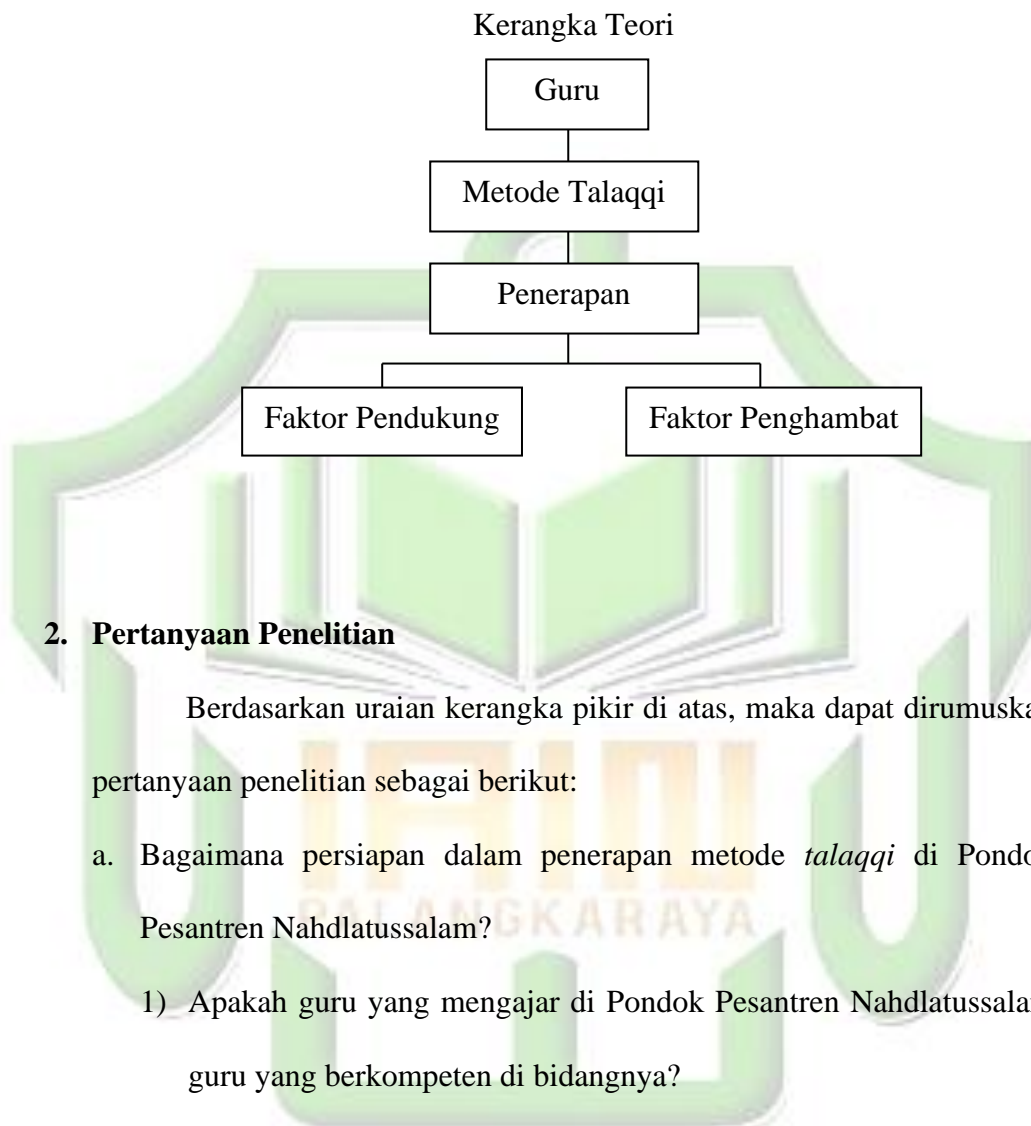 Kerangka Teori
Guru
Metode Talaqqi
Penerapan
Faktor Pendukung Faktor Penghambat
2. Pertanyaan Penelitian
Berdasarkan uraian kerangka pikir di atas, maka dapat dirumuska
pertanyaan penelitian sebagai berikut:
a. Bagaimana persiapan dalam penerapan metode talaqqi di Pondo
Pesantren Nahdlatussalam?
1) Apakah guru yang mengajar di Pondok Pesantren Nahdlatussala
guru yang berkompeten di bidangnya?
IAIN
PALANGKARAYA